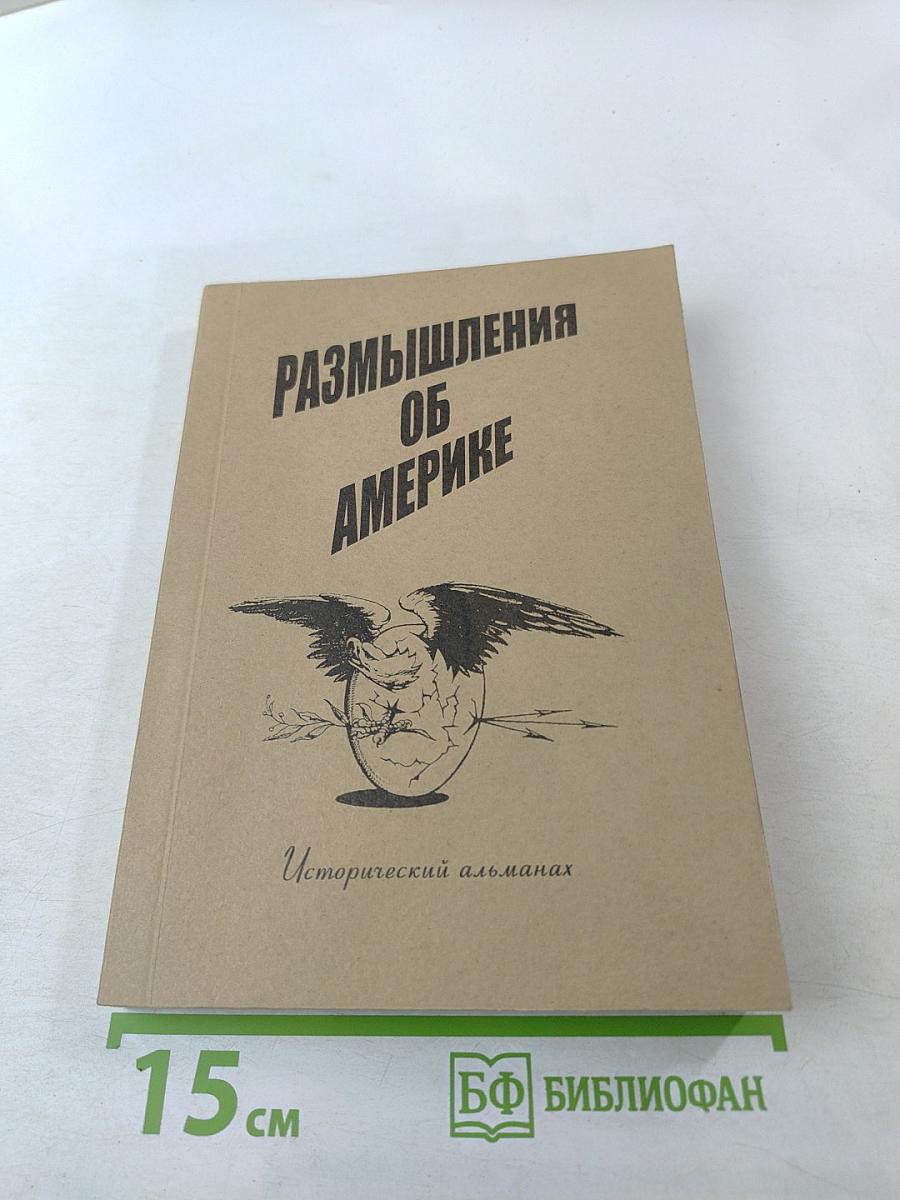 РАЗМЫШЛЕНИЯ
ОБ
АМЕРИКЕ
Исторический альманах
15 см
БФ БИБЛИОФАН